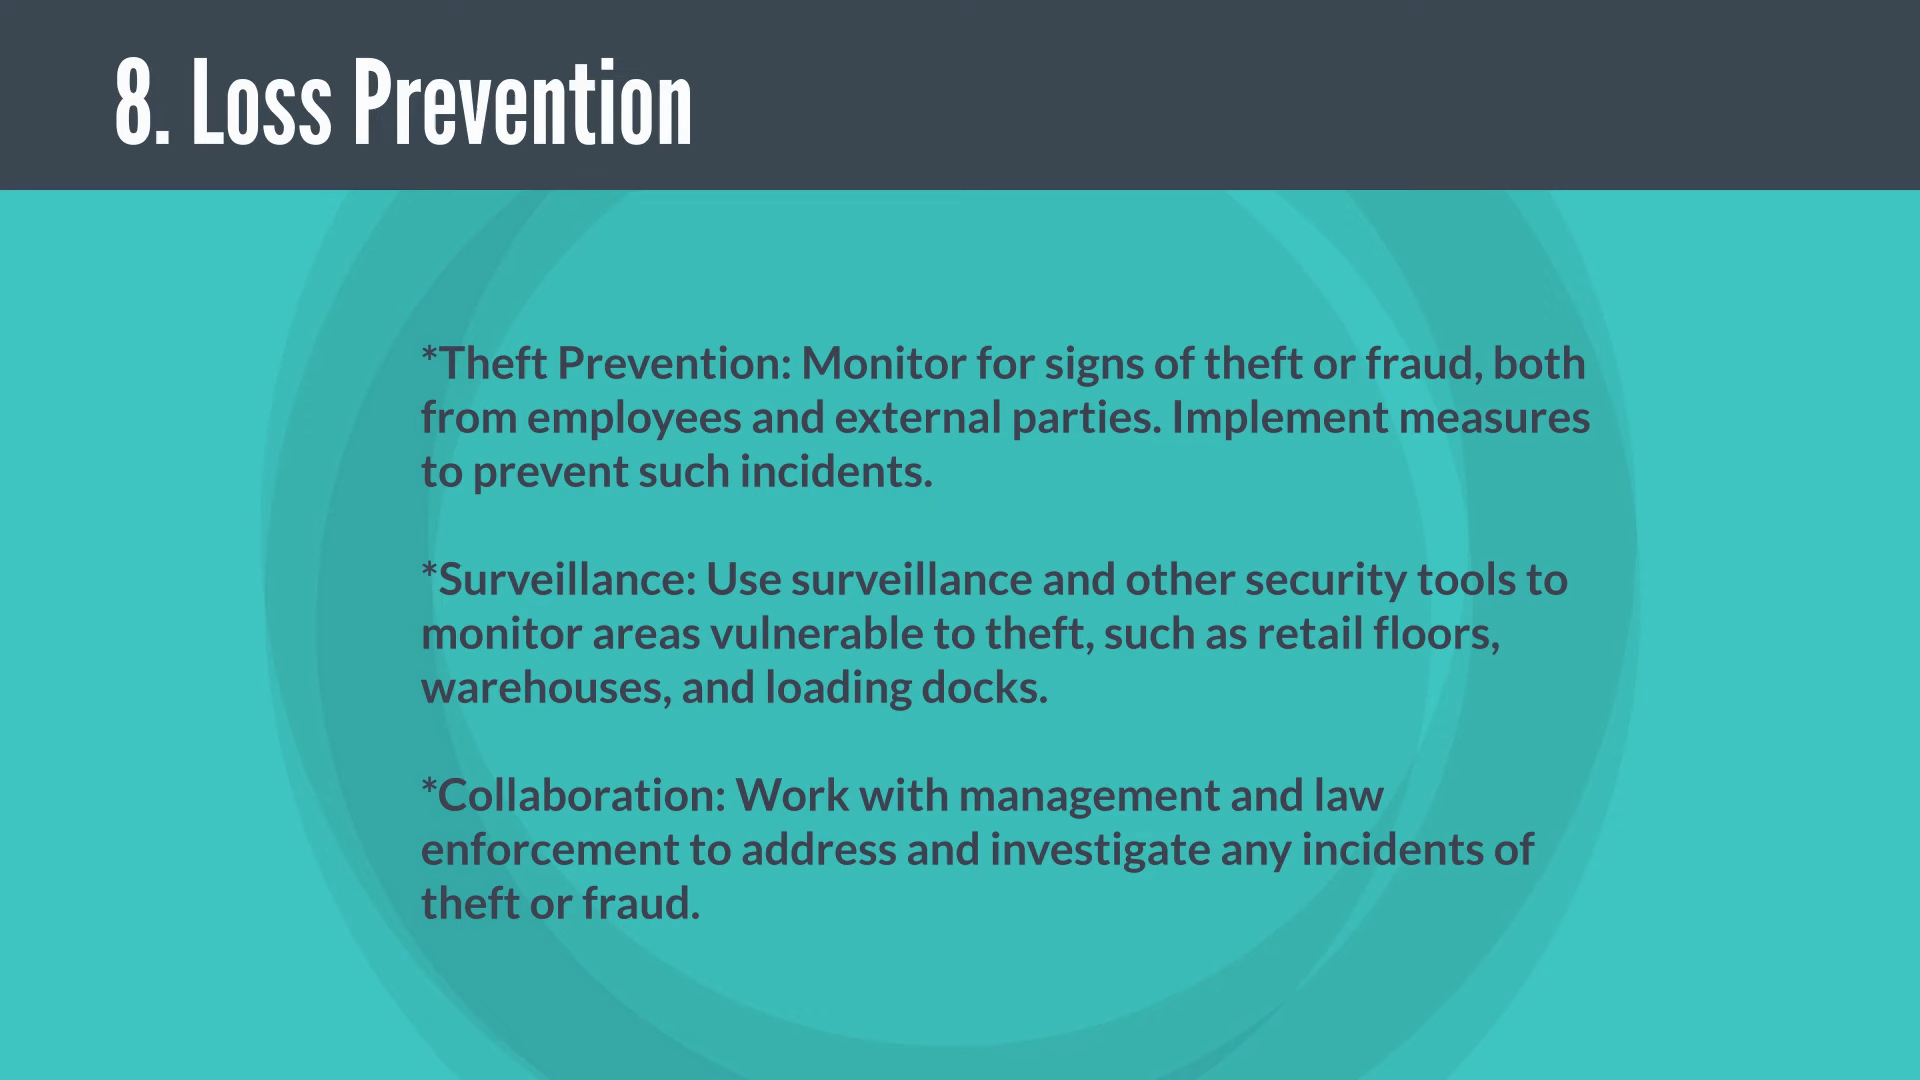 8. Loss Prevention
*Theft Prevention: Monitor for signs of theft or fraud, both
from employees and external parties. Implement measures
to prevent such incidents.
*Surveillance: Use surveillance and other security tools to
monitor areas vulnerable to theft, such as retail floors,
warehouses, and loading docks.
*Collaboration: Work with management and law
enforcement to address and investigate any incidents of
theft or fraud.